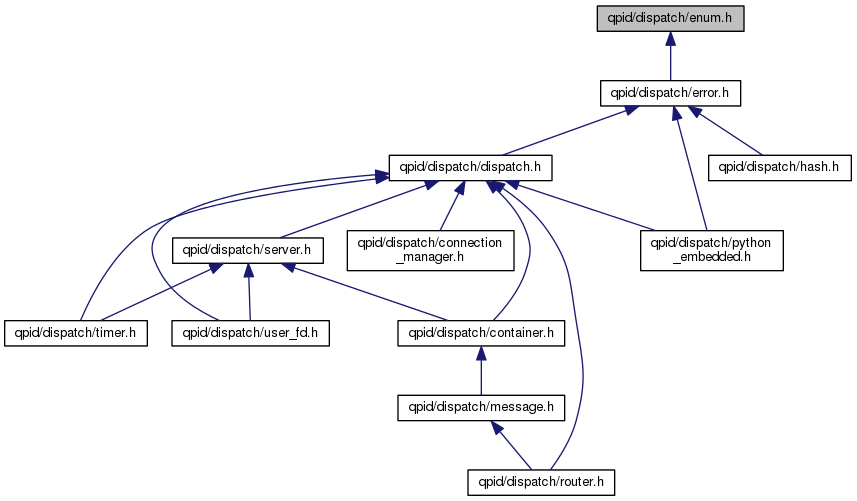 qpid/dispatch/enum.h
qpid/dispatch/error.h
qpid/dispatch/dispatch.h
qpid/dispatch/hash.h
qpid/dispatch/server.h
qpid/dispatch/connection
_manager.h
qpid/dispatch/python
_embedded.h
qpid/dispatch/timer.h
qpid/dispatch/user_fd.h
qpid/dispatch/container.h
qpid/dispatch/message.h
qpid/dispatch/router.h